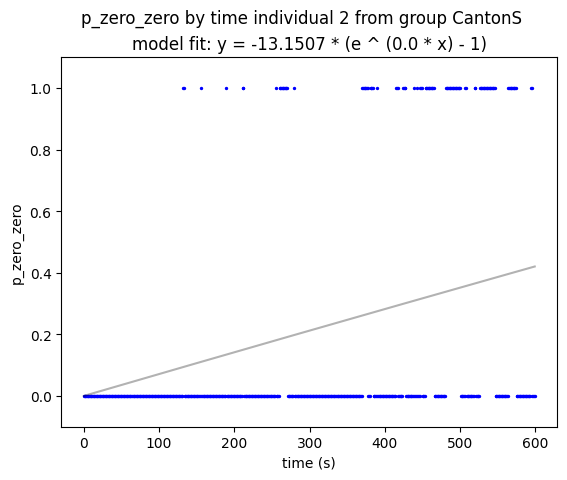 p_zero_zero by time individual 2 from group CantonS
model fit: y = -13.1507 * (e ^ (0.0 * x) - 1)
1.0
0.8
0.6
0.4
0.2
0.0
p_zero_zero
0 100 200 300 400 500 600
time (s)